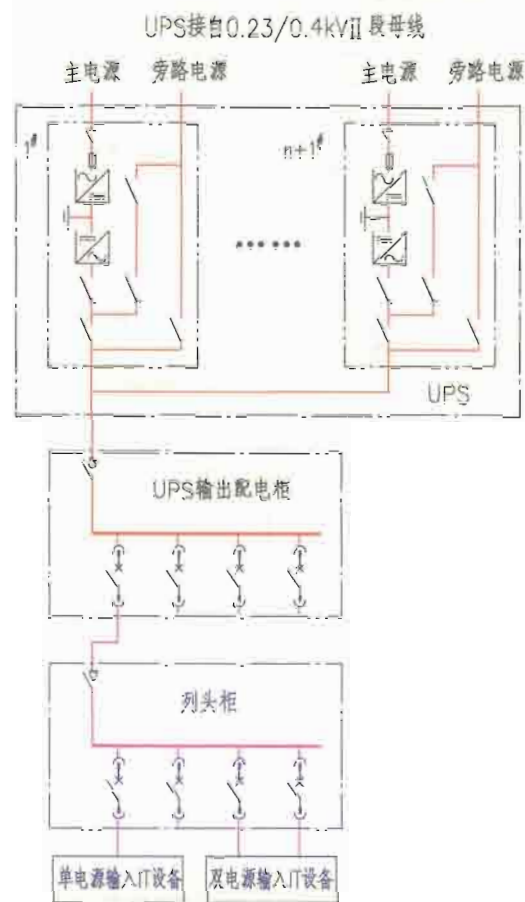 UPS接自0.23/0.4kVⅡ段母线
主电源 旁路电源 主电源 旁路电源
1# n+1#
UPS
UPS输出配电柜
列头柜
单电源输入IT设备 双电源输入IT设备